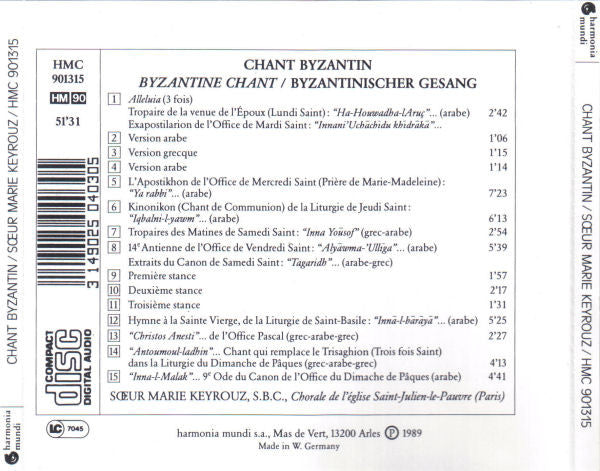 harmonia
mundi
CHANT BYZANTIN / SŒUR MARIE KEYROUZ / HMC 901315
HMC
901315
HM 90
51'31
3 149025 040305
COMPACT
disc
DIGITAL AUDIO
LC 7045
CHANT BYZANTIN
BYZANTINE CHANT / BYZANTINISCHER GESANG
1 Alleluia (3 fois)
Tropaire de la venue de l'Époux (Lundi Saint) : "Ha-Houwadha-lAruç"... (arabe) 2'42
Exapostilarion de l'Office de Mardi Saint : "Innani'Uchâchidu khidrâkâ"...
2 Version arabe 1'06
3 Version grecque 1'15
4 Version arabe 1'14
5 L'Apostikhon de l'Office de Mercredi Saint (Prière de Marie-Madeleine) :
"Ya rabbi"... (arabe) 7'23
6 Kinonikon (Chant de Communion) de la Liturgie de Jeudi Saint :
"Iqbalni-l-yawm"... (arabe) 6'13
7 Tropaires des Matines de Samedi Saint : "Inna Yoûsof" (grec-arabe) 2'54
8 14e Antienne de l'Office de Vendredi Saint : "Alyāwma-'Ulliga"... (arabe) 5'39
Extraits du Canon de Samedi Saint : "Tagaridh"... (arabe-grec)
9 Première stance 1'57
10 Deuxième stance 2'17
11 Troisième stance 1'31
12 Hymne à la Sainte Vierge, de la Liturgie de Saint-Basile : "Innā-l-bārāyā"... (arabe) 5'25
13 "Christos Anesti"... de l'Office Pascal (grec-arabe-grec) 2'27
14 "Antoumoul-ladhin"... Chant qui remplace le Trisaghion (Trois fois Saint)
dans la Liturgie du Dimanche de Pâques (grec-arabe-grec) 4'13
15 "Inna-l-Malak"... 9e Ode du Canon de l'Office du Dimache de Pâques (arabe) 4'41
SŒUR MARIE KEYROUZ, S.B.C., Chorale de l'église Saint-Julien-le-Pauvre (Paris)
harmonia mundi s.a., Mas de Vert, 13200 Arles Ⓟ 1989
Made in W. Germany
harmonia
mundi
CHANT BYZANTIN / SŒUR MARIE KEYROUZ / HMC 901315